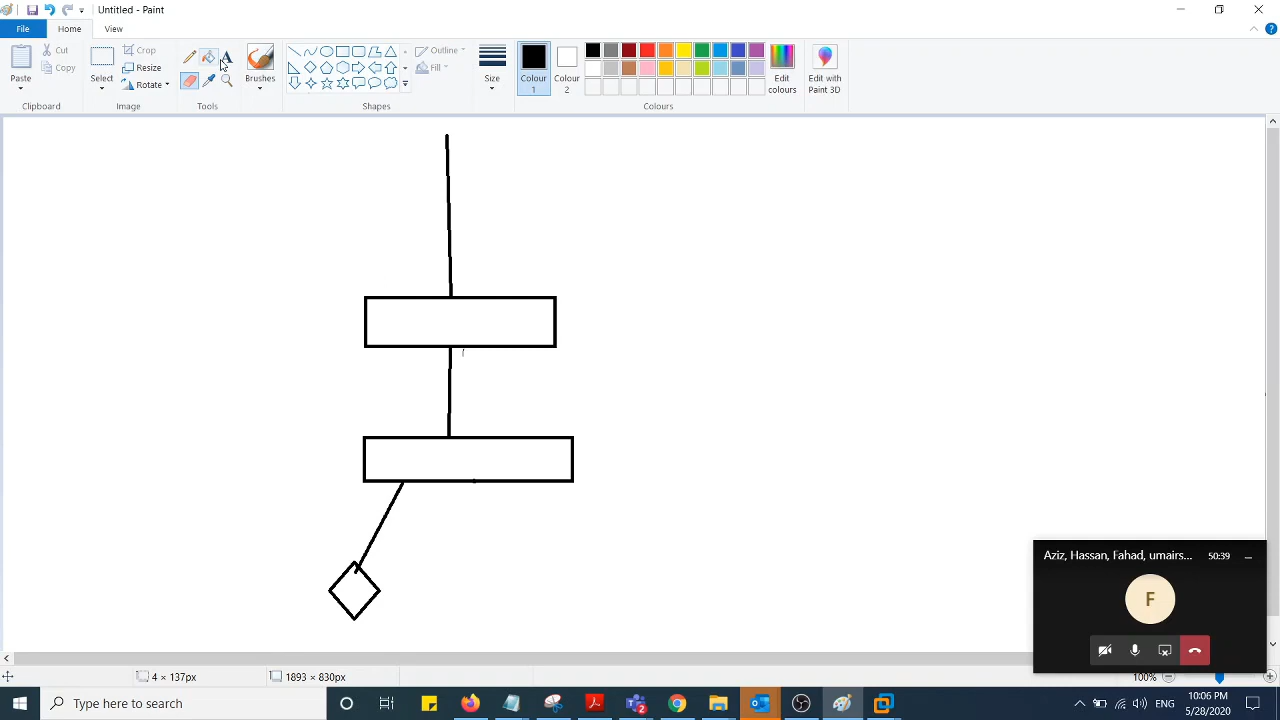 Untitled - Paint
File
Home
View
Paste
Cut
Copy
Clipboard
Select
Crop
Resize
Rotate
Image
Tools
Brushes
Shapes
Outline
Fill
Size
Colour 1
Colour 2
Colours
Edit colours
Edit with Paint 3D
Aziz, Hassan, Fahad, umairs...
50:39
F
4 × 137px
1893 × 830px
100%
Type here to search
2
ENG
10:06 PM
5/28/2020